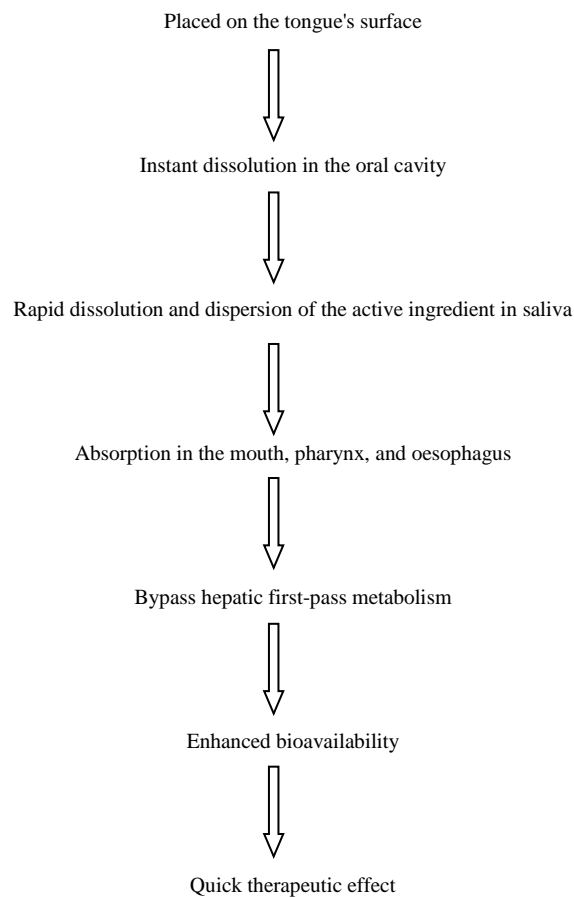 Placed on the tongue's surface
Instant dissolution in the oral cavity
Rapid dissolution and dispersion of the active ingredient in saliva
Absorption in the mouth, pharynx, and oesophagus
Bypass hepatic first-pass metabolism
Enhanced bioavailability
Quick therapeutic effect